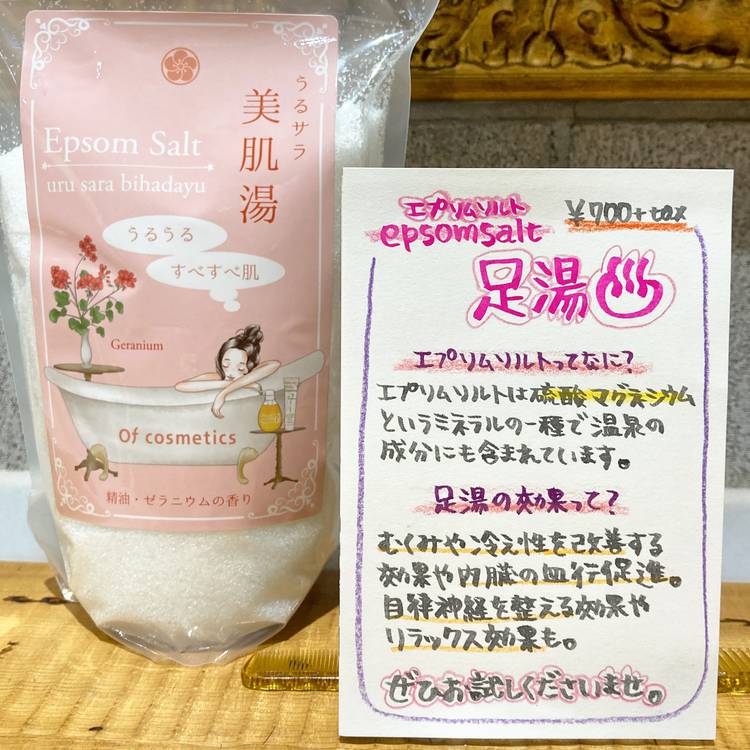 うるサラ
美肌湯
Epsom Salt
uru sara bihadayu
うるうる
すべすべ肌
Geranium
Of cosmetics
精油・ゼラニウムの香り
エプソムソルト
epsomsalt
¥700+tax
足湯♨
エプソムソルトってなに?
エプソムソルトは硫酸マグネシウム
というミネラルの一種で温泉の
成分にも含まれています。
足湯の効果って?
むくみや冷え性を改善する
効果や内臓の血行促進。
自律神経を整える効果や
リラックス効果も。
ぜひお試しくださいませ。